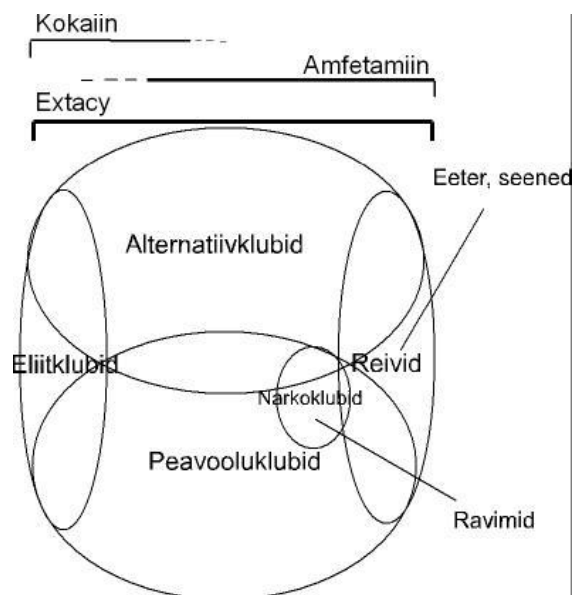 Kokaiin
Amfetamiin
Extacy
Eeter, seened
Alternatiivklubid
Eliitklubid
Reivid
Narkoklubid
Peavooluklubid
Ravimid